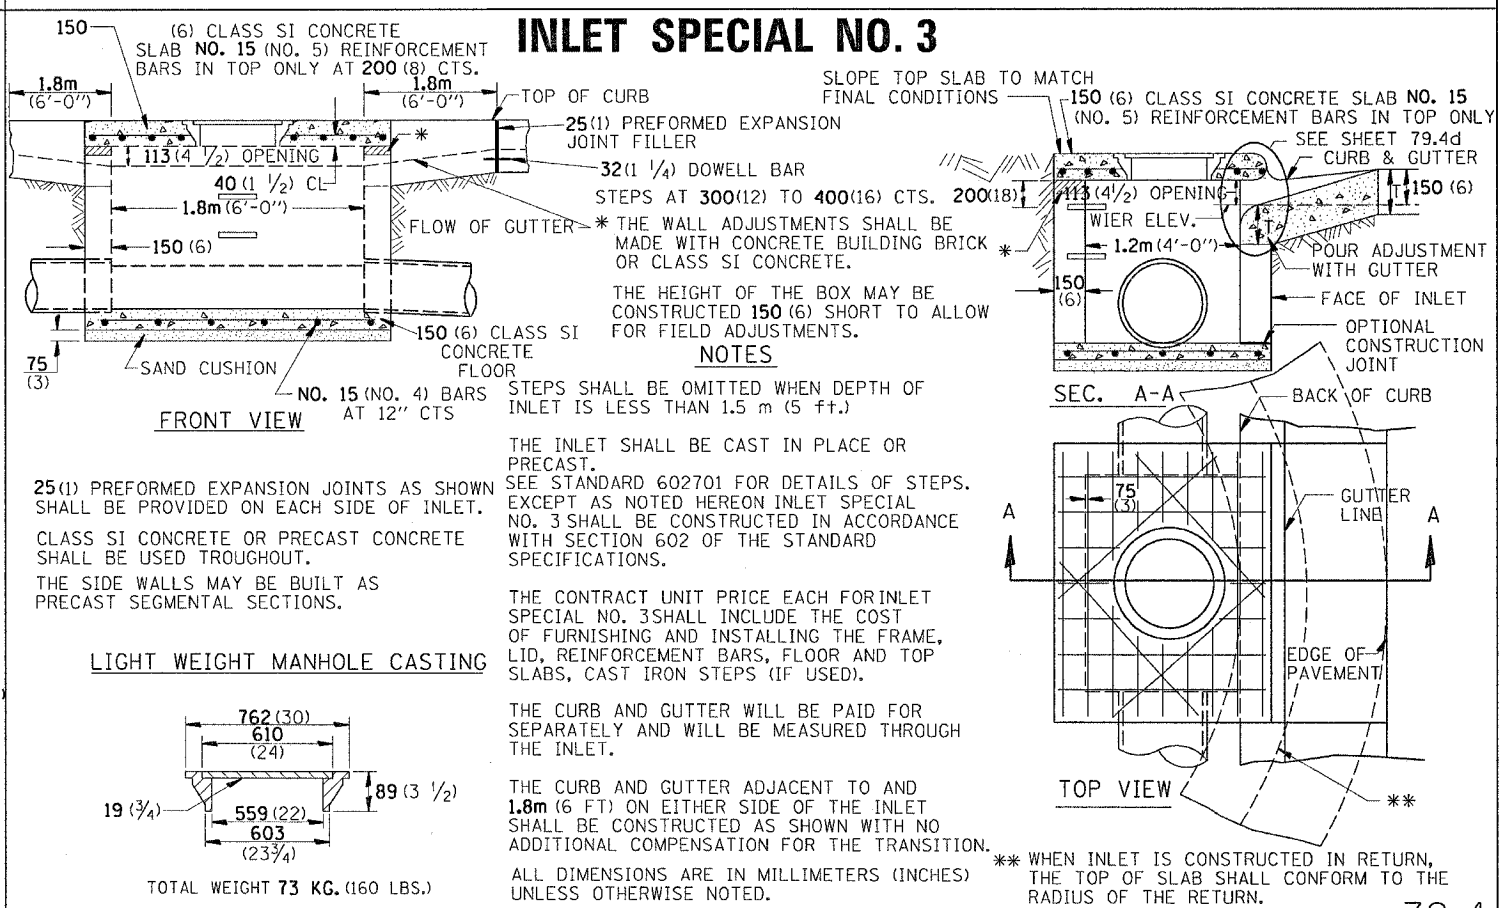 INLET SPECIAL NO. 3
150
(6) CLASS SI CONCRETE
SLAB NO. 15 (NO. 5) REINFORCEMENT
BARS IN TOP ONLY AT 200 (8) CTS.
1.8m
(6'-0")
1.8m
(6'-0")
TOP OF CURB
25(1) PREFORMED EXPANSION
JOINT FILLER
*
113(4 1/2) OPENING
32(1 1/4) DOWELL BAR
40(1 1/2) CL
1.8m(6'-0")
STEPS AT 300(12) TO 400(16) CTS.
FLOW OF GUTTER
150(6)
* THE WALL ADJUSTMENTS SHALL BE
MADE WITH CONCRETE BUILDING BRICK
OR CLASS SI CONCRETE.
THE HEIGHT OF THE BOX MAY BE
CONSTRUCTED 150 (6) SHORT TO ALLOW
FOR FIELD ADJUSTMENTS.
150(6) CLASS SI
CONCRETE
FLOOR
75
(3)
SAND CUSHION
NO. 15 (NO. 4) BARS
AT 12" CTS
FRONT VIEW
SLOPE TOP SLAB TO MATCH
FINAL CONDITIONS
150 (6) CLASS SI CONCRETE SLAB NO. 15
(NO. 5) REINFORCEMENT BARS IN TOP ONLY
SEE SHEET 79.4d
CURB & GUTTER
200(18)
113(4 1/2) OPENING
T
150 (6)
WIER ELEV.
T
*
1.2m(4'-0")
POUR ADJUSTMENT
WITH GUTTER
150
(6)
FACE OF INLET
OPTIONAL
CONSTRUCTION
JOINT
SEC. A-A
BACK OF CURB
75
(3)
GUTTER
LINE
A
A
EDGE OF
PAVEMENT
TOP VIEW
**
** WHEN INLET IS CONSTRUCTED IN RETURN,
THE TOP OF SLAB SHALL CONFORM TO THE
RADIUS OF THE RETURN.
NOTES
STEPS SHALL BE OMITTED WHEN DEPTH OF
INLET IS LESS THAN 1.5 m (5 ft.)
THE INLET SHALL BE CAST IN PLACE OR
PRECAST.
SEE STANDARD 602701 FOR DETAILS OF STEPS.
EXCEPT AS NOTED HEREON INLET SPECIAL
NO. 3 SHALL BE CONSTRUCTED IN ACCORDANCE
WITH SECTION 602 OF THE STANDARD
SPECIFICATIONS.
THE CONTRACT UNIT PRICE EACH FOR INLET
SPECIAL NO. 3 SHALL INCLUDE THE COST
OF FURNISHING AND INSTALLING THE FRAME,
LID, REINFORCEMENT BARS, FLOOR AND TOP
SLABS, CAST IRON STEPS (IF USED).
THE CURB AND GUTTER WILL BE PAID FOR
SEPARATELY AND WILL BE MEASURED THROUGH
THE INLET.
THE CURB AND GUTTER ADJACENT TO AND
1.8m (6 FT) ON EITHER SIDE OF THE INLET
SHALL BE CONSTRUCTED AS SHOWN WITH NO
ADDITIONAL COMPENSATION FOR THE TRANSITION.
ALL DIMENSIONS ARE IN MILLIMETERS (INCHES)
UNLESS OTHERWISE NOTED.
25(1) PREFORMED EXPANSION JOINTS AS SHOWN
SHALL BE PROVIDED ON EACH SIDE OF INLET.
CLASS SI CONCRETE OR PRECAST CONCRETE
SHALL BE USED TROUGHOUT.
THE SIDE WALLS MAY BE BUILT AS
PRECAST SEGMENTAL SECTIONS.
LIGHT WEIGHT MANHOLE CASTING
762 (30)
610
(24)
19 (3/4)
89 (3 1/2)
559 (22)
603
(23 3/4)
TOTAL WEIGHT 73 KG. (160 LBS.)